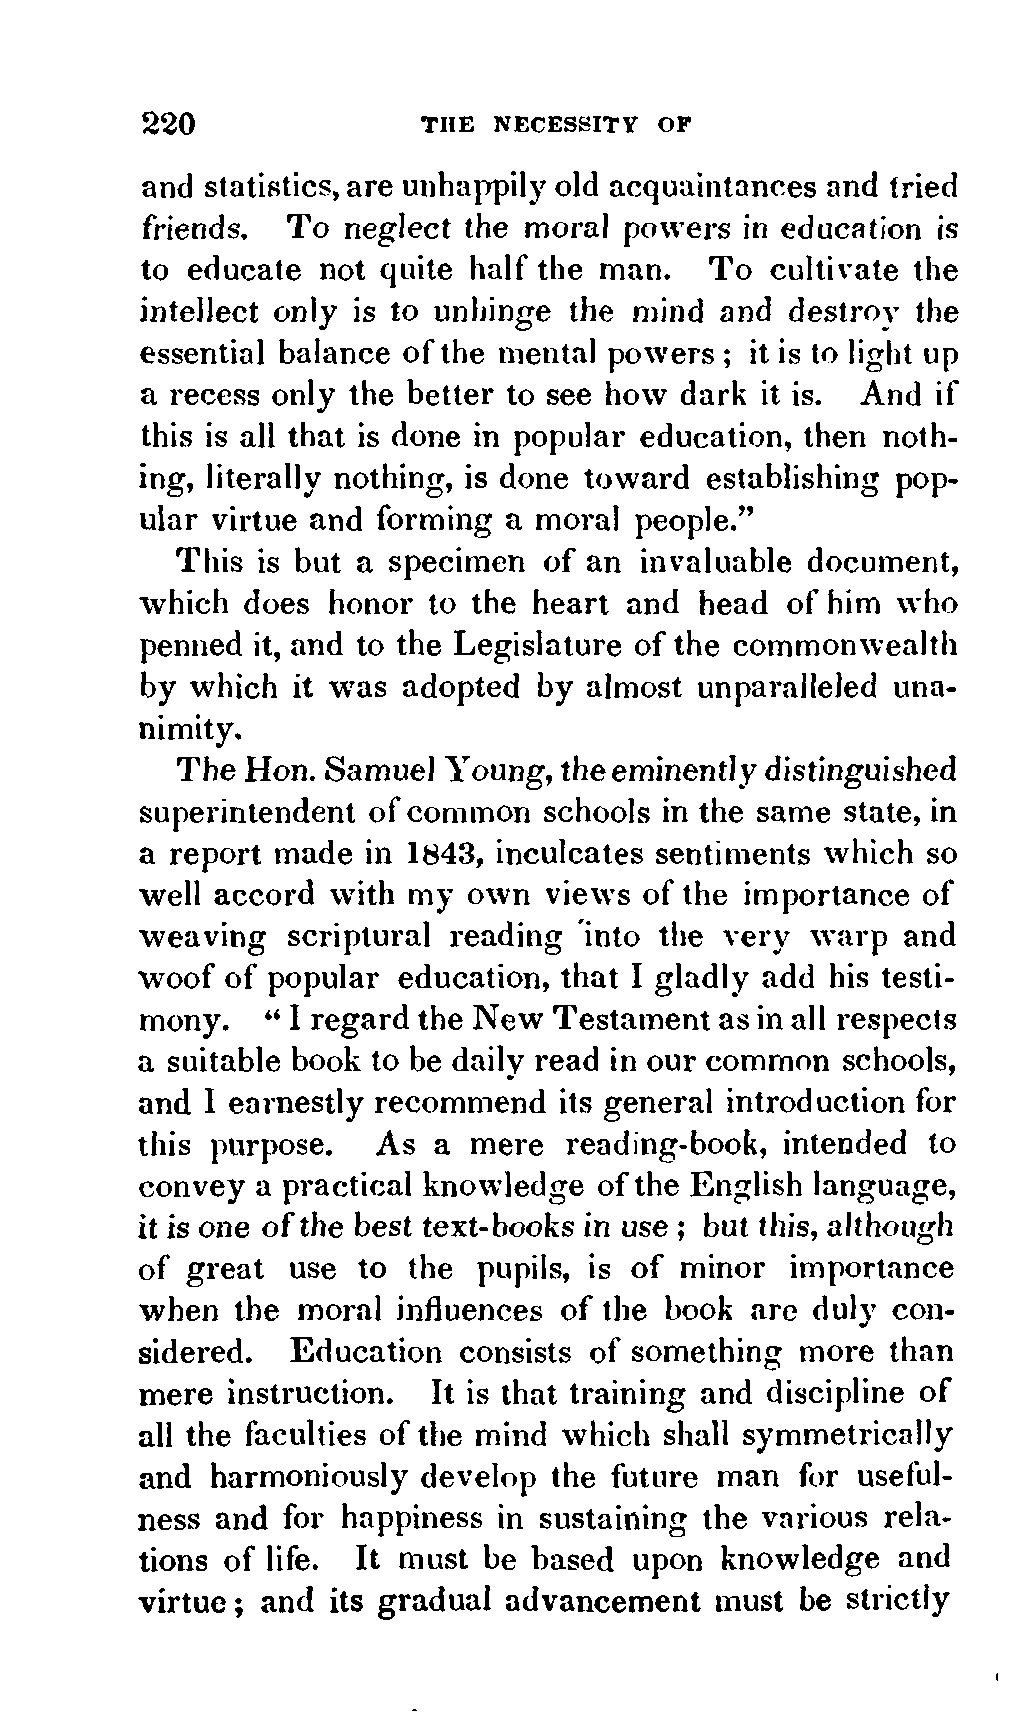 220 THE NECESSITY OF
and statistics, are unhappily old acquaintances and tried
friends. To neglect the moral powers in education is
to educate not quite half the man. To cultivate the
intellect only is to unhinge the mind and destroy the
essential balance of the mental powers; it is to light up
a recess only the better to see how dark it is. And if
this is all that is done in popular education, then noth-
ing, literally nothing, is done toward establishing pop-
ular virtue and forming a moral people."
This is but a specimen of an invaluable document,
which does honor to the heart and head of him who
penned it, and to the Legislature of the commonwealth
by which it was adopted by almost unparalleled una-
nimity.
The Hon. Samuel Young, the eminently distinguished
superintendent of common schools in the same state, in
a report made in 1843, inculcates sentiments which so
well accord with my own views of the importance of
weaving scriptural reading into the very warp and
woof of popular education, that I gladly add his testi-
mony. "I regard the New Testament as in all respects
a suitable book to be daily read in our common schools,
and I earnestly recommend its general introduction for
this purpose. As a mere reading-book, intended to
convey a practical knowledge of the English language,
it is one of the best text-books in use; but this, although
of great use to the pupils, is of minor importance
when the moral influences of the book are duly con-
sidered. Education consists of something more than
mere instruction. It is that training and discipline of
all the faculties of the mind which shall symmetrically
and harmoniously develop the future man for useful-
ness and for happiness in sustaining the various rela-
tions of life. It must be based upon knowledge and
virtue; and its gradual advancement must be strictly